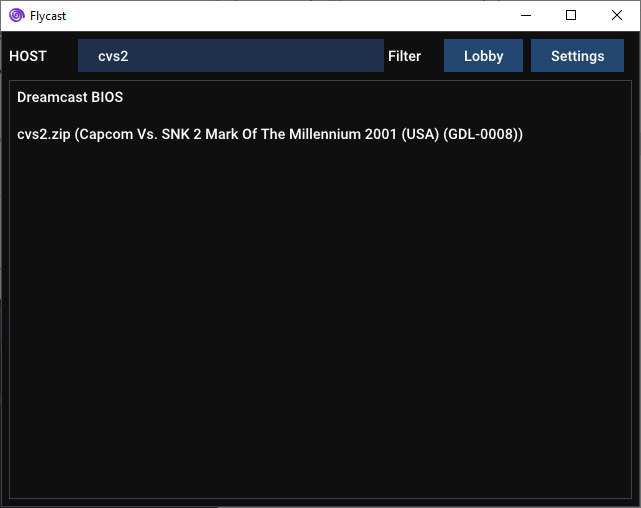 Flycast
HOST cvs2 Filter Lobby Settings
Dreamcast BIOS
cvs2.zip (Capcom Vs. SNK 2 Mark Of The Millennium 2001 (USA) (GDL-0008))